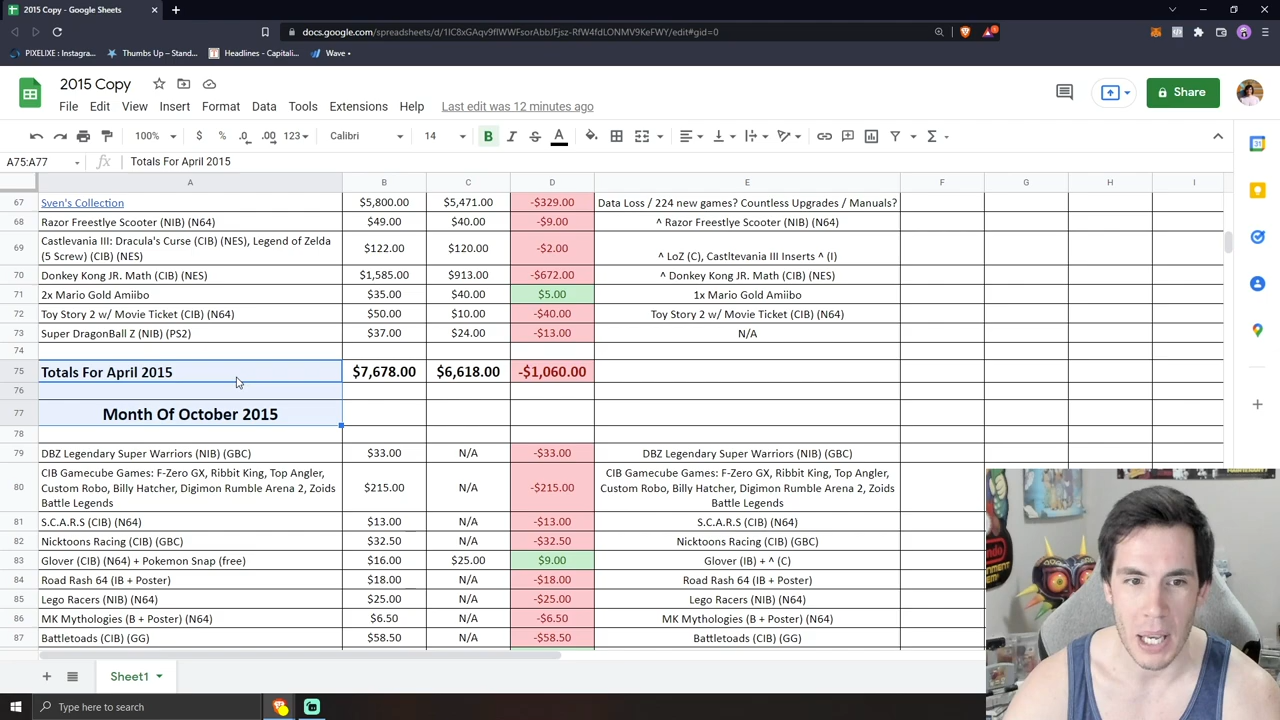 2015 Copy - Google Sheets
docs.google.com/spreadsheets/d/1IC8xGAqv9flWWFsorAbbJFjsz-RfW4fdLONMV9KeFWY/edit#gid=0
PIXELIXE: Instagra... Thumbs Up – Stand... Headlines - Capitali... Wave •
2015 Copy
File Edit View Insert Format Data Tools Extensions Help Last edit was 12 minutes ago
Share
100% $ % .0 .00 123 Calibri 14 B I S A
A75:A77 fx Totals For April 2015
A B C D E F G H I
67 Sven's Collection $5,800.00 $5,471.00 -$329.00 Data Loss / 224 new games? Countless Upgrades / Manuals?
68 Razor Freestlye Scooter (NIB) (N64) $49.00 $40.00 -$9.00 ^ Razor Freestlye Scooter (NIB) (N64)
69 Castlevania III: Dracula's Curse (CIB) (NES), Legend of Zelda
(5 Screw) (CIB) (NES) $122.00 $120.00 -$2.00 ^ LoZ (C), Castltevania III Inserts ^ (I)
70 Donkey Kong JR. Math (CIB) (NES) $1,585.00 $913.00 -$672.00 ^ Donkey Kong JR. Math (CIB) (NES)
71 2x Mario Gold Amiibo $35.00 $40.00 $5.00 1x Mario Gold Amiibo
72 Toy Story 2 w/ Movie Ticket (CIB) (N64) $50.00 $10.00 -$40.00 Toy Story 2 w/ Movie Ticket (CIB) (N64)
73 Super DragonBall Z (NIB) (PS2) $37.00 $24.00 -$13.00 N/A
74
75 Totals For April 2015 $7,678.00 $6,618.00 -$1,060.00
76
77 Month Of October 2015
78
79 DBZ Legendary Super Warriors (NIB) (GBC) $33.00 N/A -$33.00 DBZ Legendary Super Warriors (NIB) (GBC)
80 CIB Gamecube Games: F-Zero GX, Ribbit King, Top Angler,
Custom Robo, Billy Hatcher, Digimon Rumble Arena 2, Zoids
Battle Legends $215.00 N/A -$215.00 CIB Gamecube Games: F-Zero GX, Ribbit King, Top Angler,
Custom Robo, Billy Hatcher, Digimon Rumble Arena 2, Zoids
Battle Legends
81 S.C.A.R.S (CIB) (N64) $13.00 N/A -$13.00 S.C.A.R.S (CIB) (N64)
82 Nicktoons Racing (CIB) (GBC) $32.50 N/A -$32.50 Nicktoons Racing (CIB) (GBC)
83 Glover (CIB) (N64) + Pokemon Snap (free) $16.00 $25.00 $9.00 Glover (IB) + ^ (C)
84 Road Rash 64 (IB + Poster) $18.00 N/A -$18.00 Road Rash 64 (IB + Poster)
85 Lego Racers (NIB) (N64) $25.00 N/A -$25.00 Lego Racers (NIB) (N64)
86 MK Mythologies (B + Poster) (N64) $6.50 N/A -$6.50 MK Mythologies (B + Poster) (N64)
87 Battletoads (CIB) (GG) $58.50 N/A -$58.50 Battletoads (CIB) (GG)
Sheet1
Type here to search